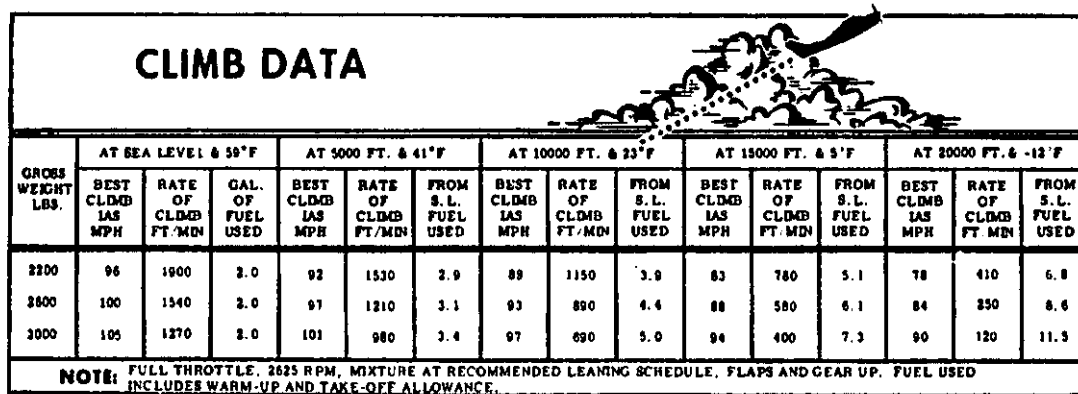 CLIMB DATA
AT SEA LEVEL & 59°F AT 5000 FT. & 41°F AT 10000 FT. & 23°F AT 15000 FT. & 5°F AT 20000 FT. & -12°F
GROSS WEIGHT LBS. BEST CLIMB IAS MPH RATE OF CLIMB FT/MIN GAL. OF FUEL USED BEST CLIMB IAS MPH RATE OF CLIMB FT/MIN FROM S.L. FUEL USED BEST CLIMB IAS MPH RATE OF CLIMB FT/MIN FROM S.L. FUEL USED BEST CLIMB IAS MPH RATE OF CLIMB FT/MIN FROM S.L. FUEL USED BEST CLIMB IAS MPH RATE OF CLIMB FT/MIN FROM S.L. FUEL USED
2200 96 1900 2.0 92 1530 2.9 89 1150 3.9 83 780 5.1 78 410 6.8
2600 100 1540 2.0 97 1210 3.1 93 890 4.4 88 580 6.1 84 250 8.6
3000 105 1270 2.0 101 980 3.4 97 690 5.0 94 400 7.3 90 120 11.5
NOTE: FULL THROTTLE, 2625 RPM, MIXTURE AT RECOMMENDED LEANING SCHEDULE, FLAPS AND GEAR UP. FUEL USED
INCLUDES WARM-UP AND TAKE-OFF ALLOWANCE.